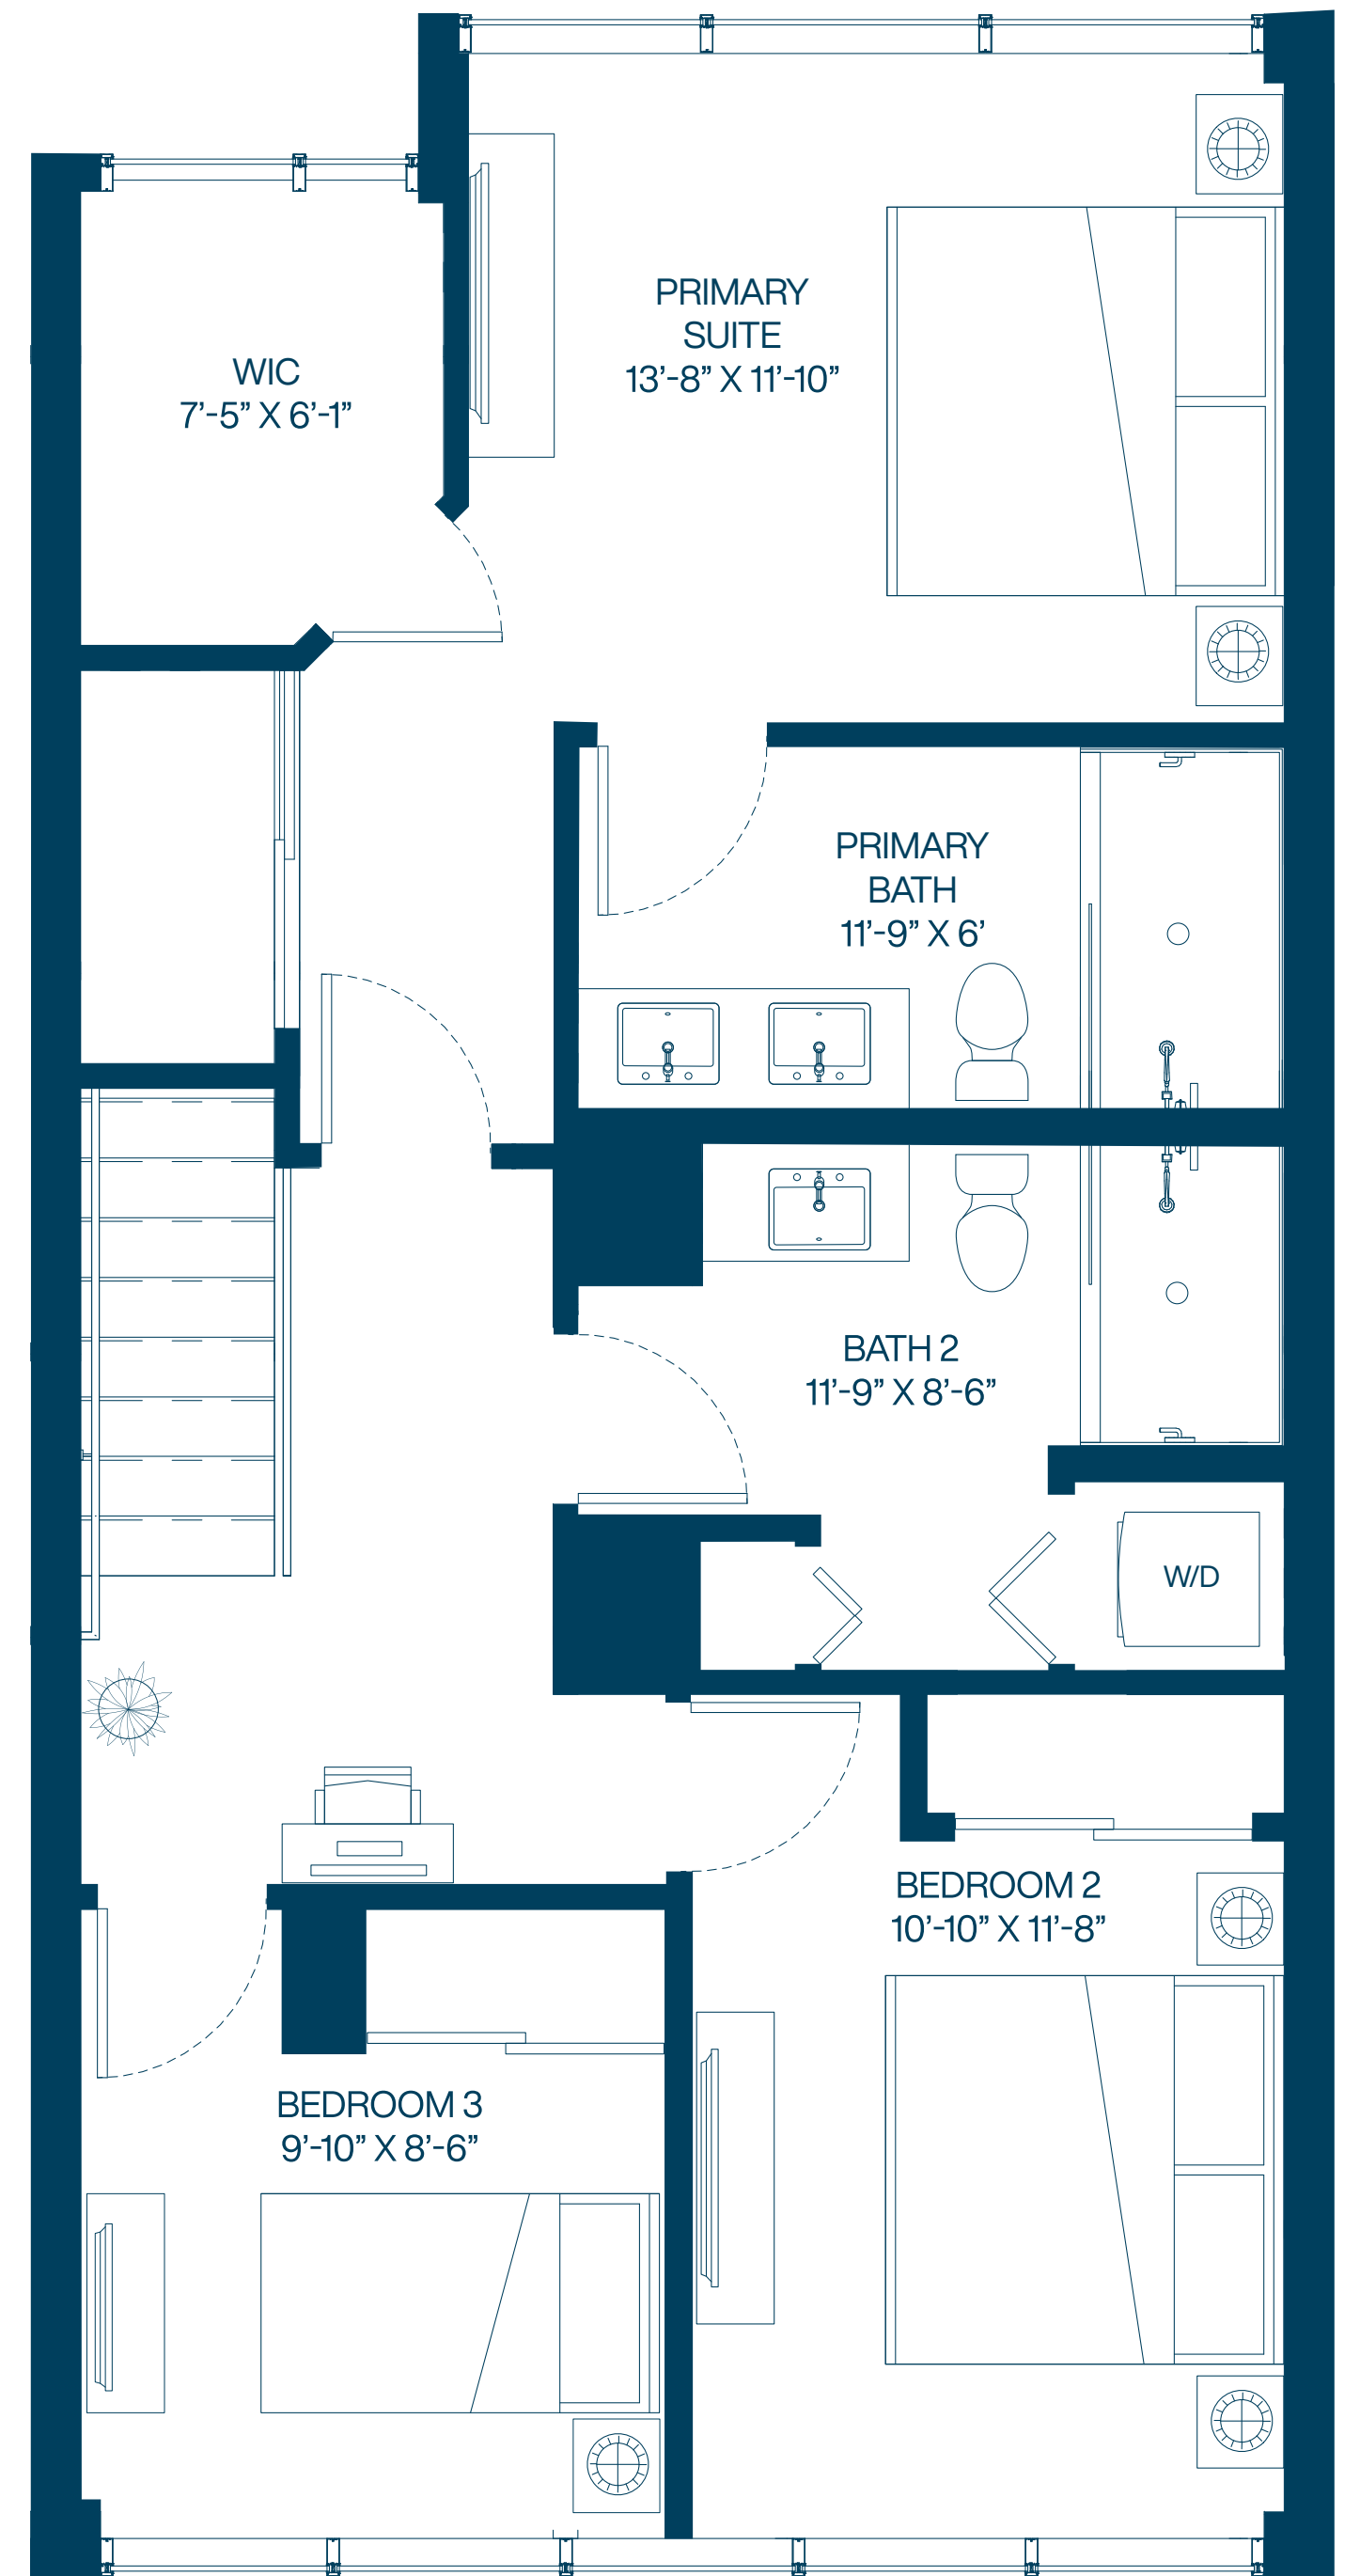 PRIMARY
SUITE
13’-8” X 11’-10”
WIC
7’-5” X 6’-1”
PRIMARY
BATH
11’-9” X 6’
BATH 2
11’-9” X 8’-6”
W/D
BEDROOM 2
10’-10” X 11’-8”
BEDROOM 3
9’-10” X 8’-6”